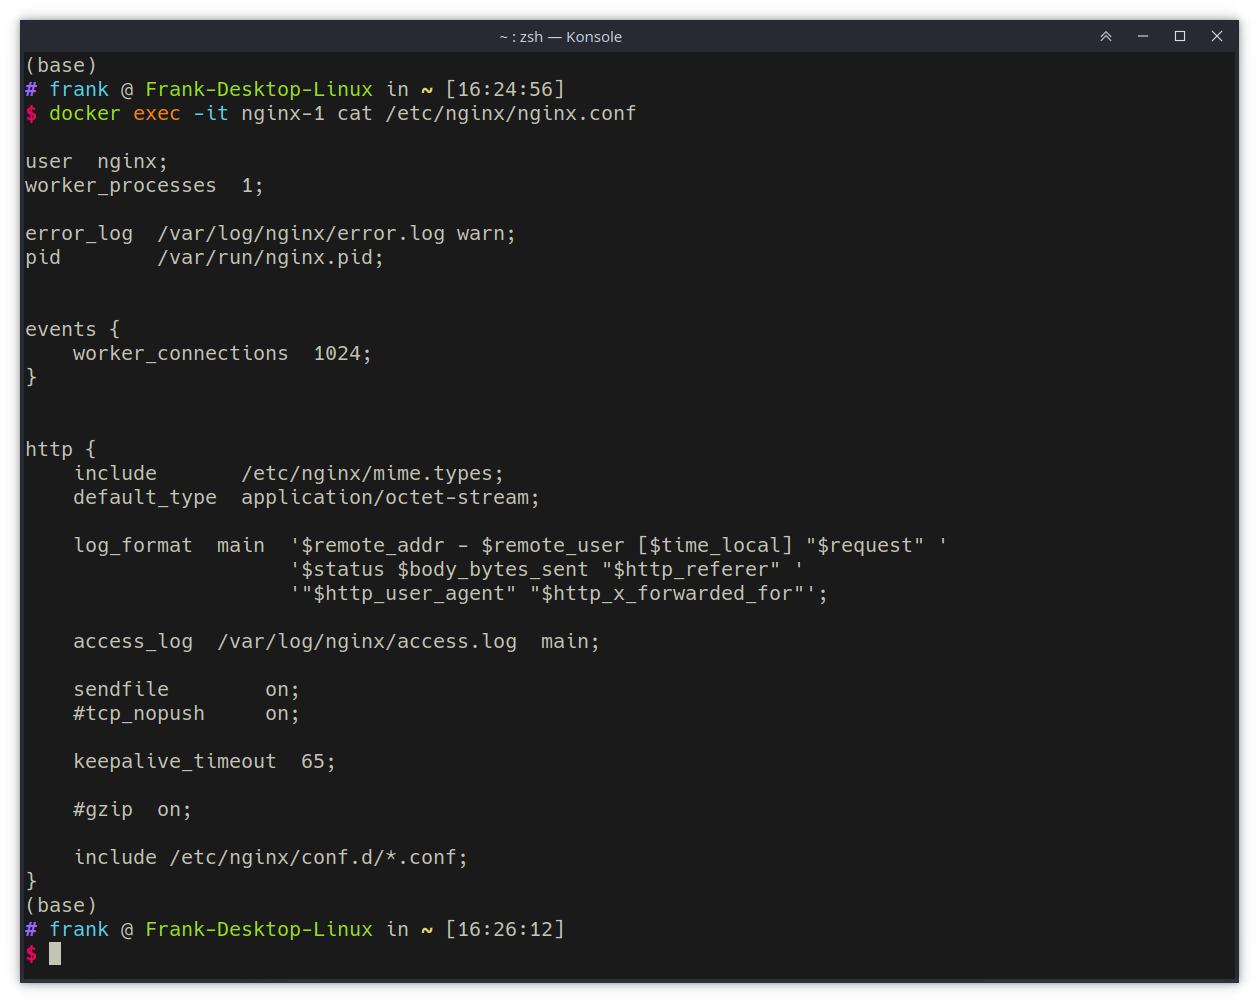 ~ : zsh — Konsole
(base)
# frank @ Frank-Desktop-Linux in ~ [16:24:56]
$ docker exec -it nginx-1 cat /etc/nginx/nginx.conf
user  nginx;
worker_processes  1;
error_log  /var/log/nginx/error.log warn;
pid        /var/run/nginx.pid;
events {
    worker_connections  1024;
}
http {
    include       /etc/nginx/mime.types;
    default_type  application/octet-stream;
    log_format  main  '$remote_addr - $remote_user [$time_local] "$request" '
                      '$status $body_bytes_sent "$http_referer" '
                      '"$http_user_agent" "$http_x_forwarded_for"';
    access_log  /var/log/nginx/access.log  main;
    sendfile        on;
    #tcp_nopush     on;
    keepalive_timeout  65;
    #gzip  on;
    include /etc/nginx/conf.d/*.conf;
}
(base)
# frank @ Frank-Desktop-Linux in ~ [16:26:12]
$